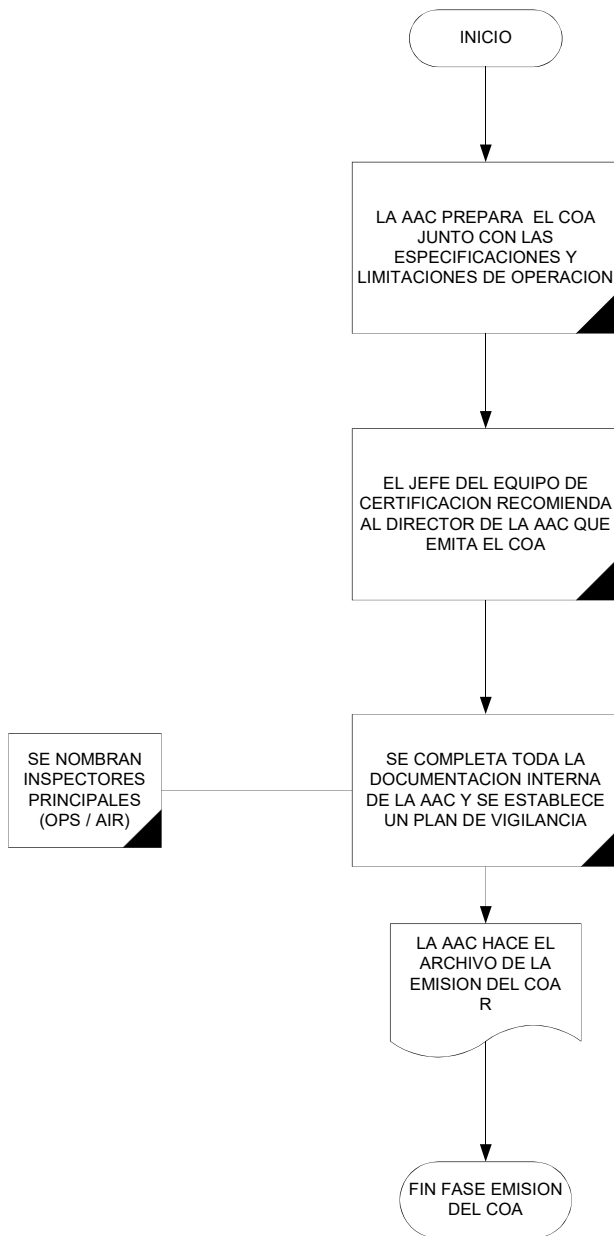 INICIO
LA AAC PREPARA EL COA
JUNTO CON LAS
ESPECIFICACIONES Y
LIMITACIONES DE OPERACION
EL JEFE DEL EQUIPO DE
CERTIFICACION RECOMIENDA
AL DIRECTOR DE LA AAC QUE
EMITA EL COA
SE NOMBRAN
INSPECTORES
PRINCIPALES
(OPS / AIR)
SE COMPLETA TODA LA
DOCUMENTACION INTERNA
DE LA AAC Y SE ESTABLECE
UN PLAN DE VIGILANCIA
LA AAC HACE EL
ARCHIVO DE LA
EMISION DEL COA
R
FIN FASE EMISION
DEL COA